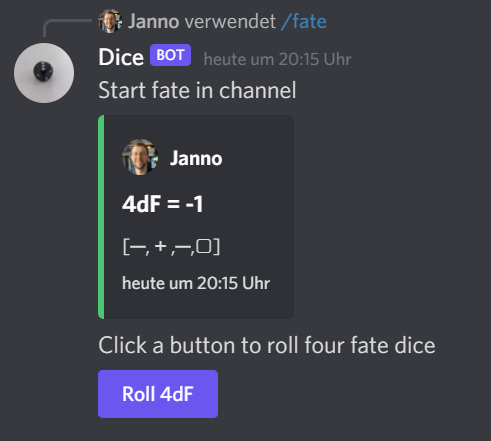 Janno verwendet /fate
Dice BOT heute um 20:15 Uhr
Start fate in channel
Janno
4dF = -1
[—, + ,—,▢]
heute um 20:15 Uhr
Click a button to roll four fate dice
Roll 4dF